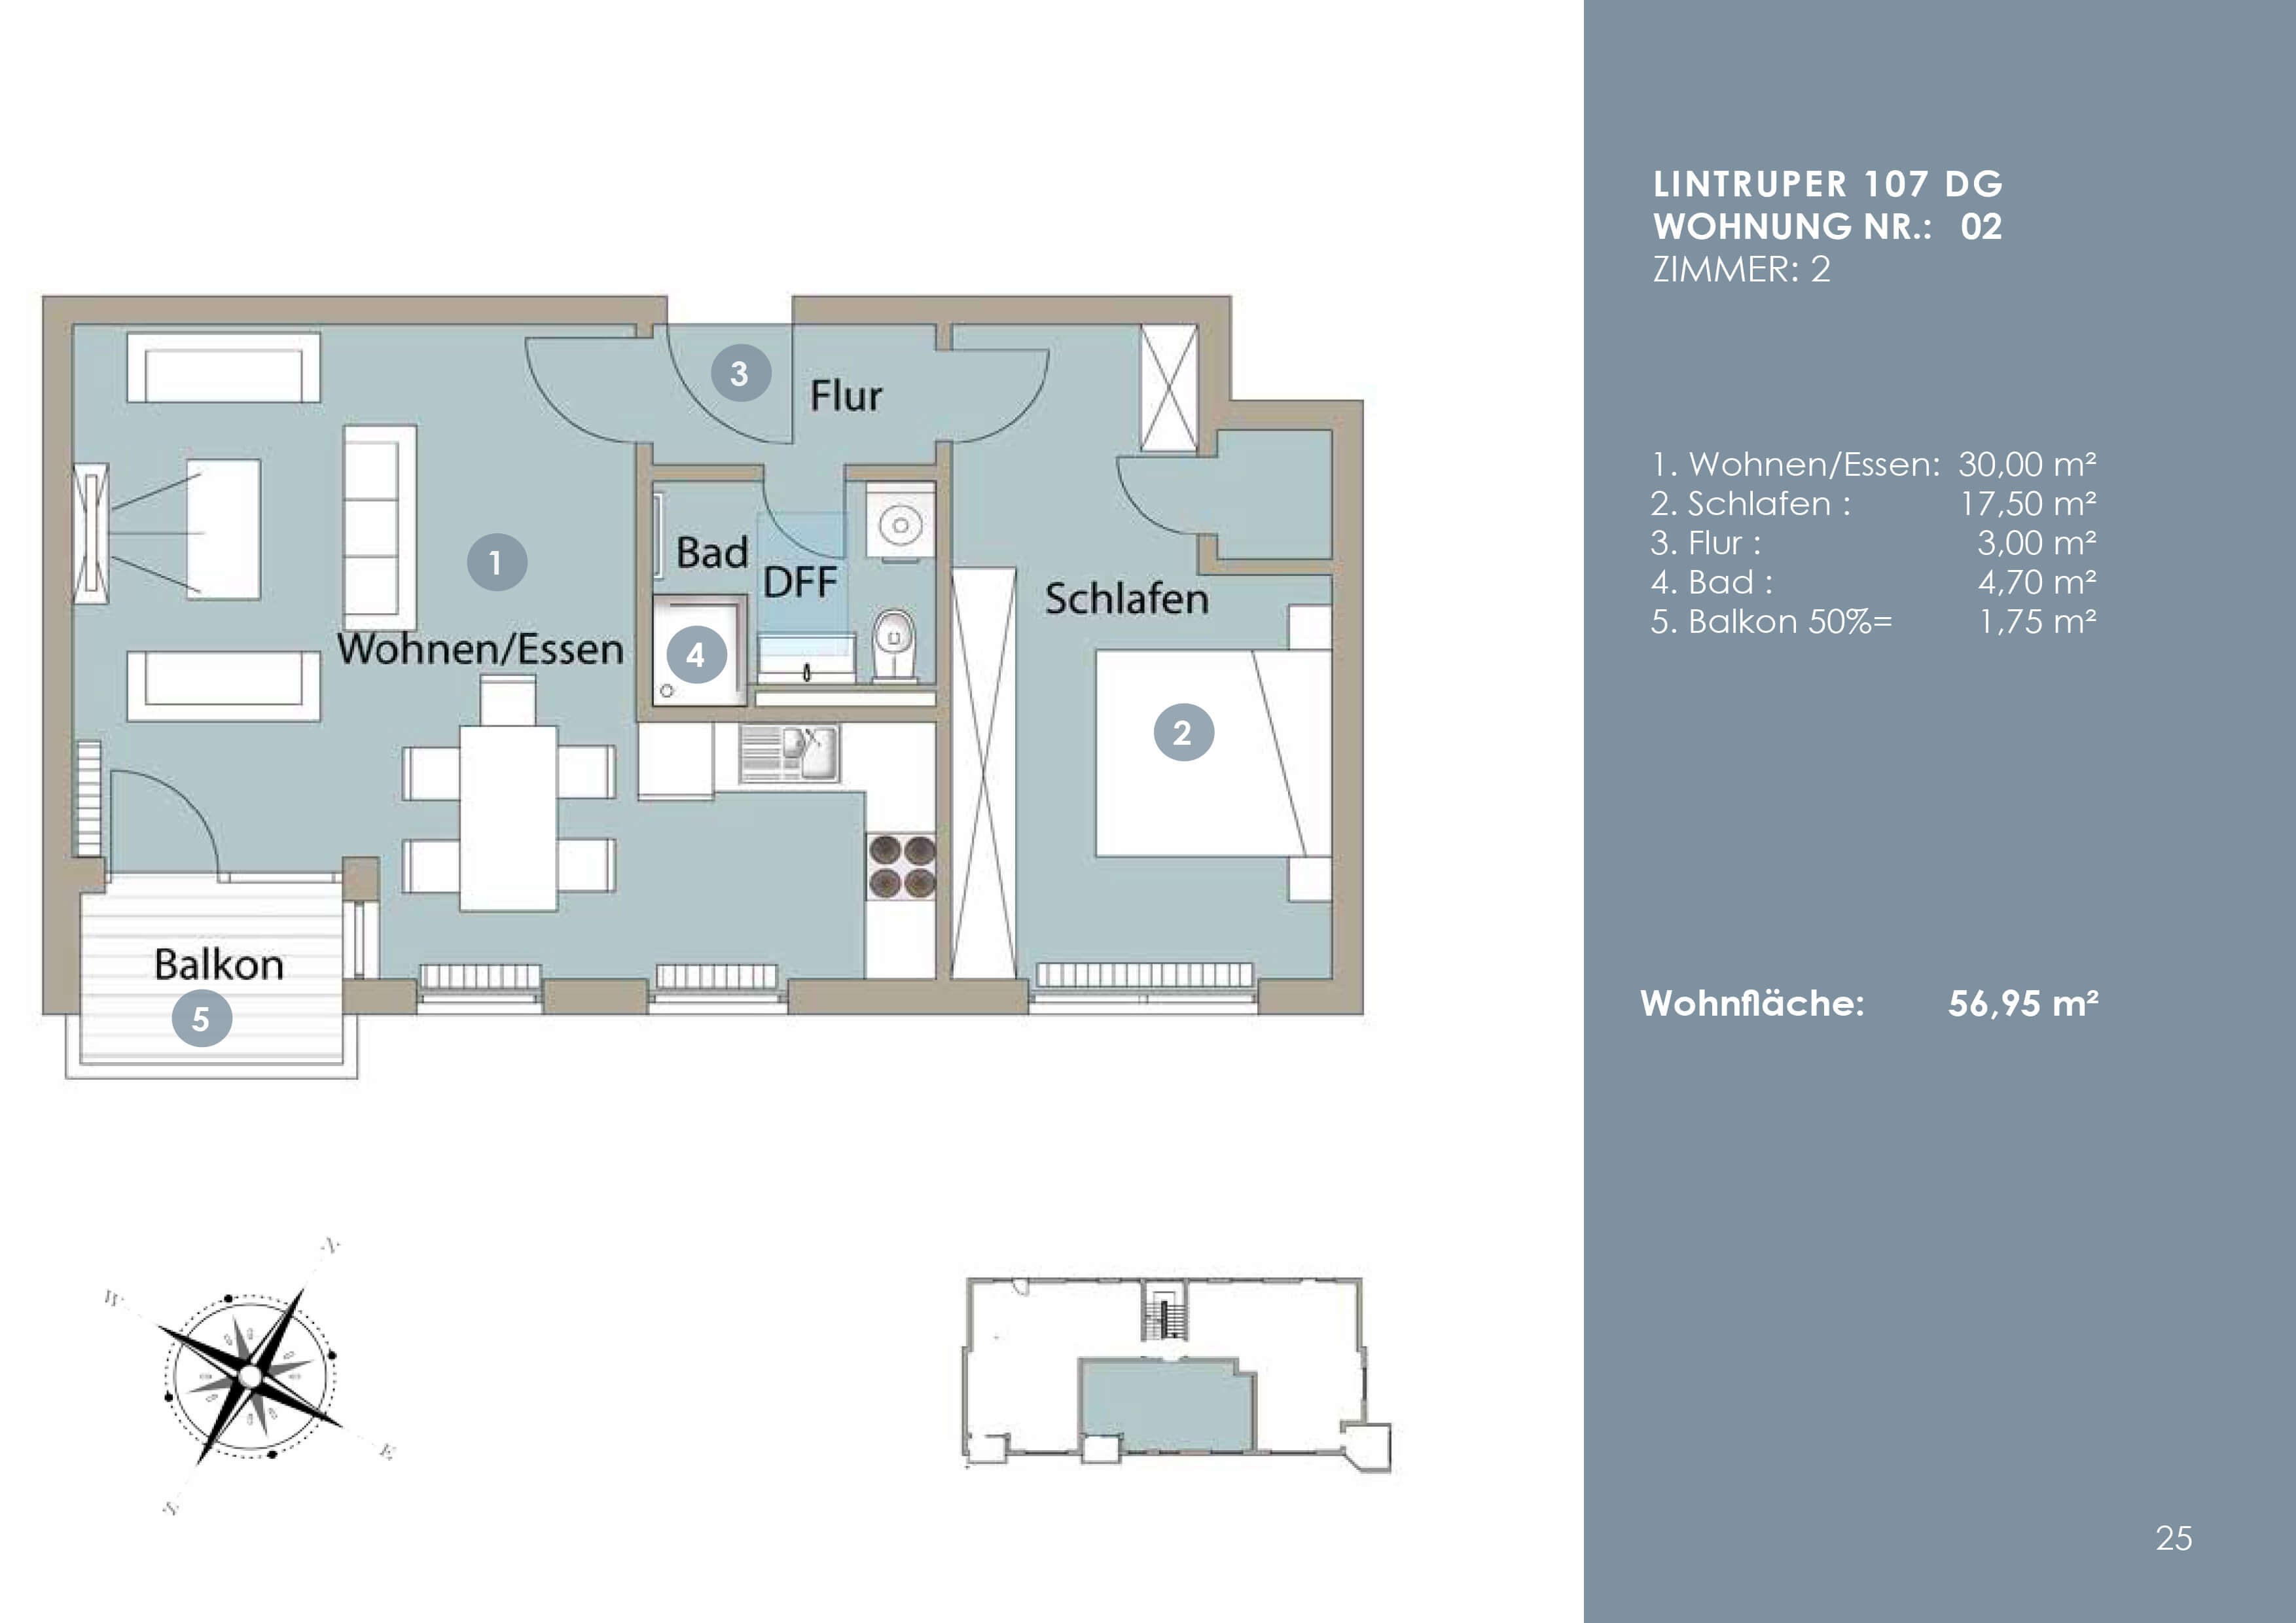 LINTRUPER 107 DG
WOHNUNG NR.: 02
ZIMMER: 2
1. Wohnen/Essen: 30,00 m²
2. Schlafen : 17,50 m²
3. Flur : 3,00 m²
4. Bad : 4,70 m²
5. Balkon 50%= 1,75 m²
Wohnfläche: 56,95 m²
25
3
Flur
1
Bad
DFF
Schlafen
Wohnen/Essen
4
2
Balkon
5
N
W
E
S